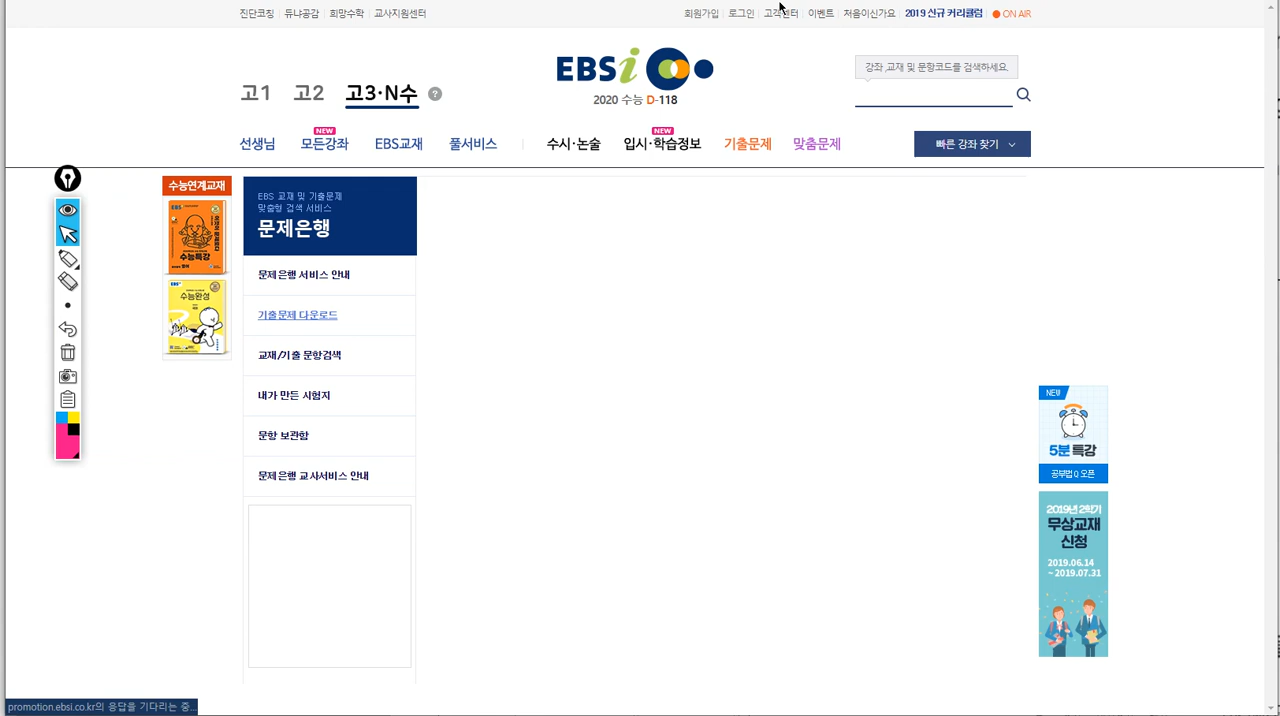 진단코칭 듀냐공감 희망수학 교사지원센터
회원가입 로그인 고객센터 이벤트 처음이신가요 2019 신규 커리큘럼 ON AIR
EBSi
2020 수능 D-118
강좌,교재 및 문항코드를 검색하세요.
고1 고2 고3·N수 ?
NEW NEW
선생님 모든강좌 EBS교재 풀서비스 수시·논술 입시·학습정보 기출문제 맞춤문제
빠른 강좌 찾기
수능연계교재
수능특강
EBS
수능완성
EBS 교재 및 기출문제
맞춤형 검색 서비스
문제은행
문제은행 서비스 안내
기출문제 다운로드
교재/기출 문항검색
내가 만든 시험지
문항 보관함
문제은행 교사서비스 안내
NEW
5분 특강
공부법Q 오픈
2019년 2학기
무상교재
신청
2019.06.14
~2019.07.31
promotion.ebsi.co.kr의 응답을 기다리는 중...